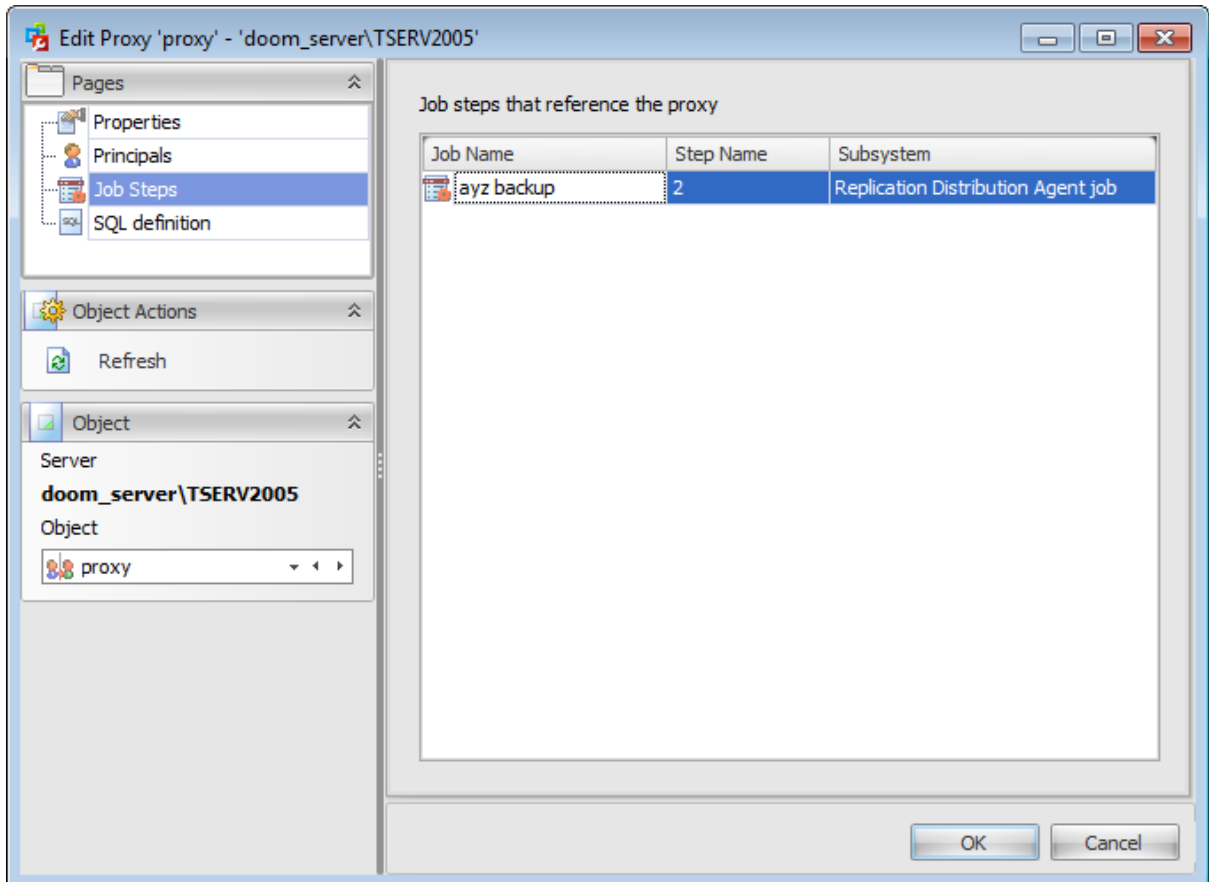 Edit Proxy 'proxy' - 'doom_server\TSERV2005'
Pages
Properties
Principals
Job Steps
SQL definition
Object Actions
Refresh
Object
Server
doom_server\TSERV2005
Object
proxy
Job steps that reference the proxy
Job Name Step Name Subsystem
ayz backup 2 Replication Distribution Agent job
OK Cancel